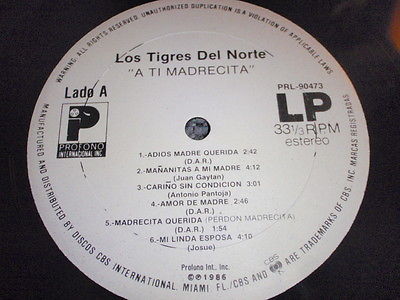 WARNING: UNAUTHORIZED DUPLICATION IS A VIOLATION OF APPLICABLE LAWS.
Los Tigres Del Norte
"A TI MADRECITA"
Lado A
PRL-90473
PROFONO
INTERNACIONAL INC
LP
33 1/3 RPM
estereo
1.-ADIOS MADRE QUERIDA 2:42
(D.A.R.)
2.-MAÑANITAS A MI MADRE 4:12
(Juan Gaytan)
3.-CARIÑO SIN CONDICION 3:01
(Antonio Pantoja)
4.-AMOR DE MADRE 2:46
(D.A.R.)
5.-MADRECITA QUERIDA (PERDON MADRECITA)
(D.A.R.) 1:54
6.-MI LINDA ESPOSA 4:10
(Josue)
Profono Int., Inc.
©℗1986
MANUFACTURED AND DISTRIBUTED BY DISCOS CBS INTERNATIONAL MIAMI, FL./CBS AND CBS ARE TRADEMARKS OF CBS, INC. MARCAS REGISTRADAS